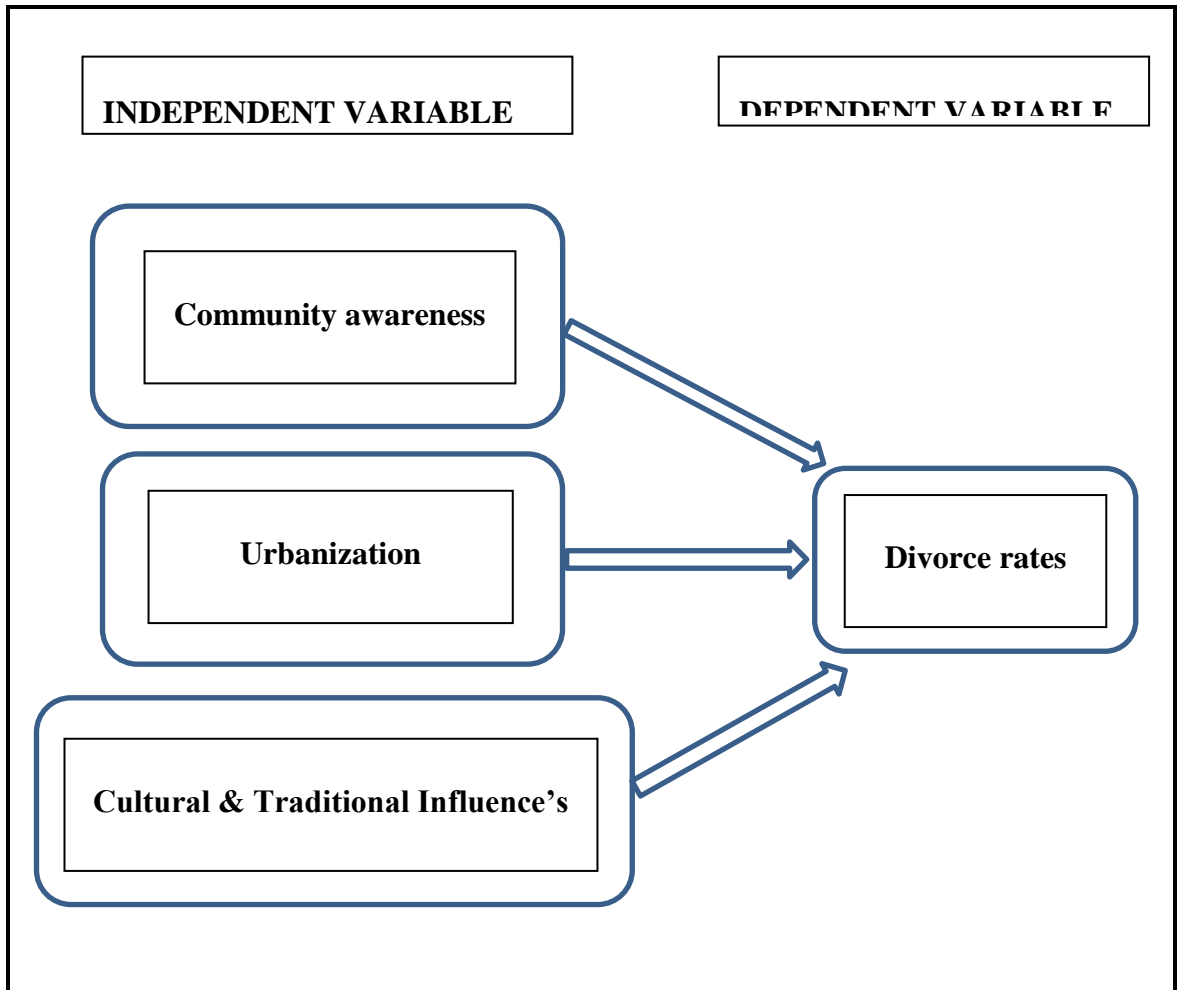 INDEPENDENT VARIABLE
DEPENDENT VARIABLE
Community awareness
Urbanization
Divorce rates
Cultural & Traditional Influence’s